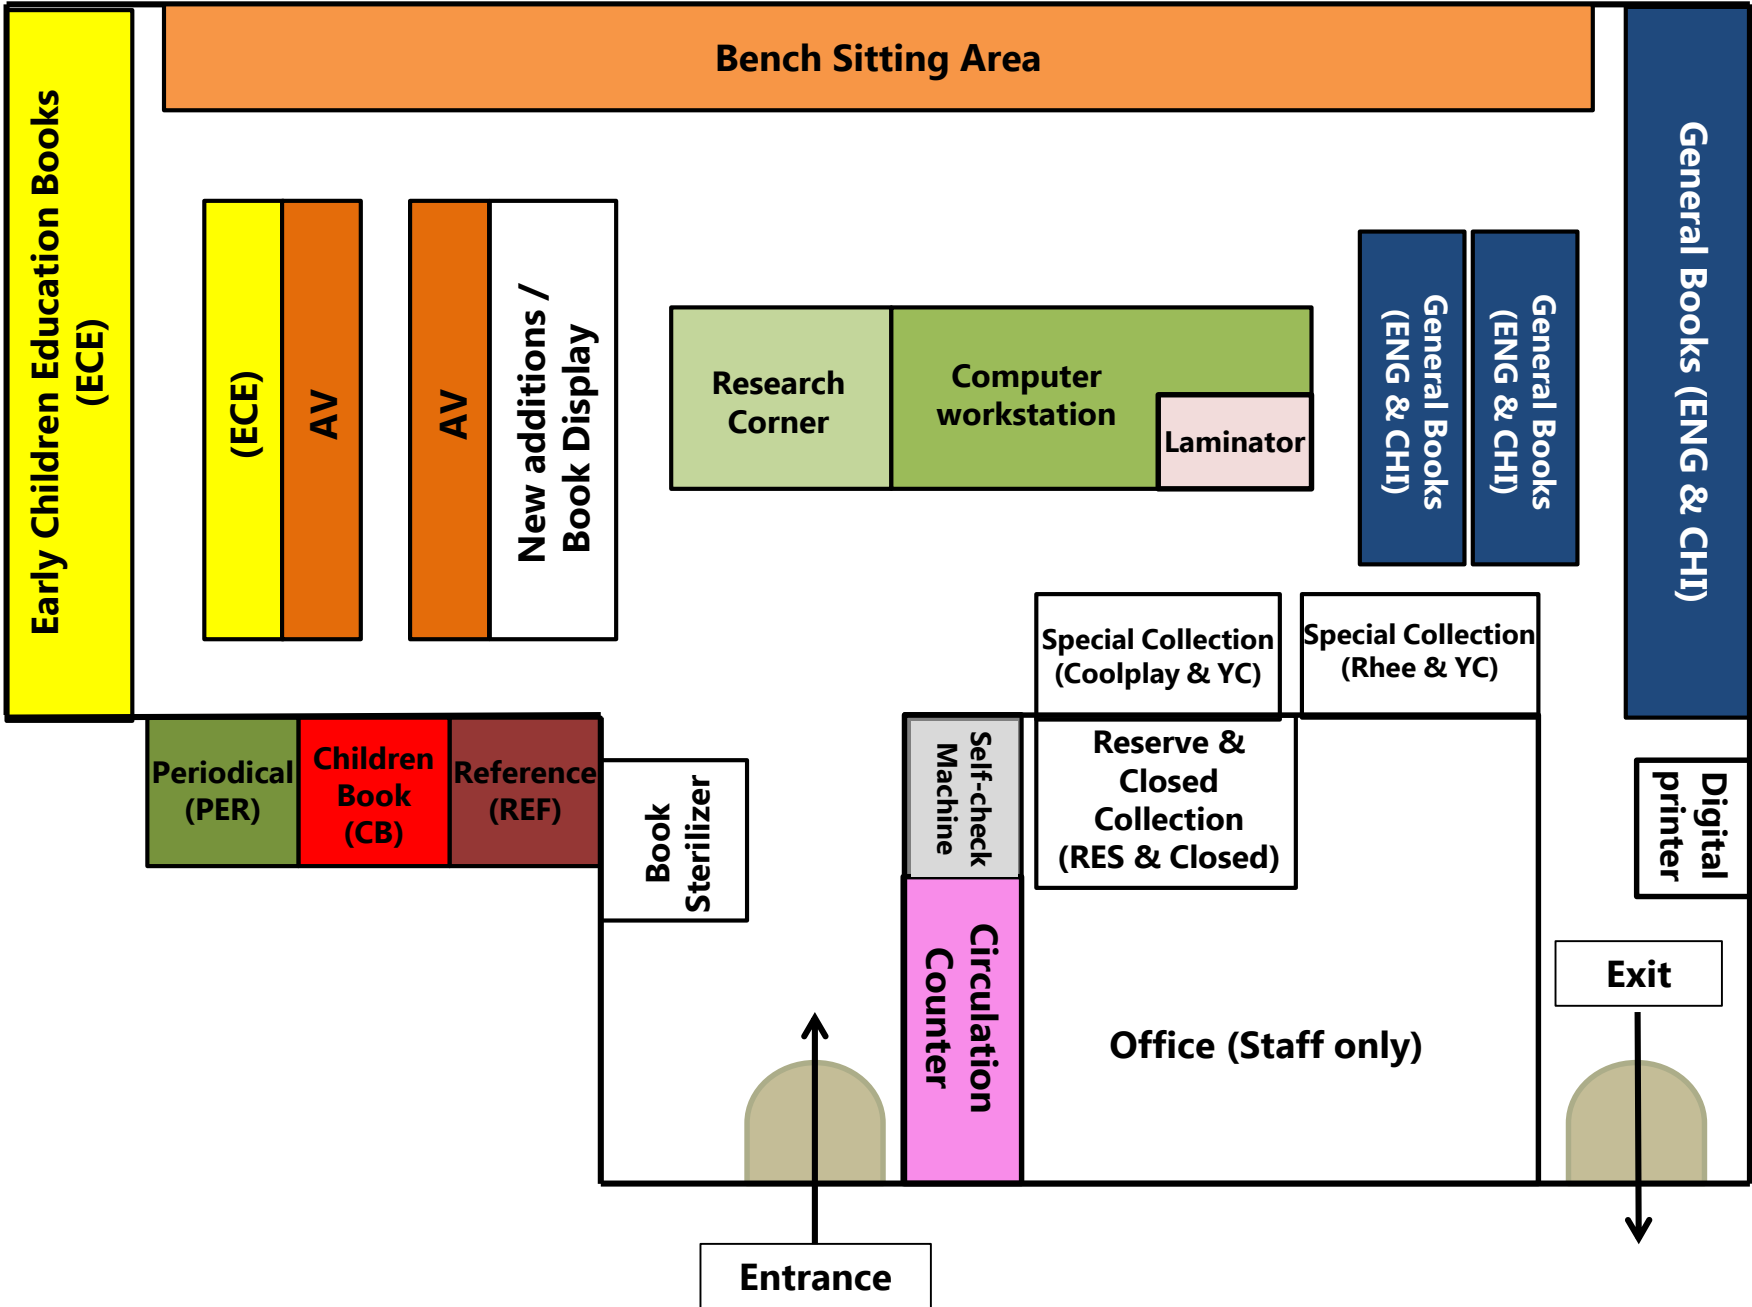 Bench Sitting Area
Early Children Education Books
(ECE)
(ECE)
AV
AV
New additions /
Book Display
Research
Corner
Computer
workstation
Laminator
General Books
(ENG & CHI)
General Books
(ENG & CHI)
General Books (ENG & CHI)
Special Collection
(Coolplay & YC)
Special Collection
(Rhee & YC)
Periodical
(PER)
Children
Book
(CB)
Reference
(REF)
Book
Sterilizer
Self-check
Machine
Reserve &
Closed
Collection
(RES & Closed)
Digital
printer
Circulation
Counter
Office (Staff only)
Exit
Entrance